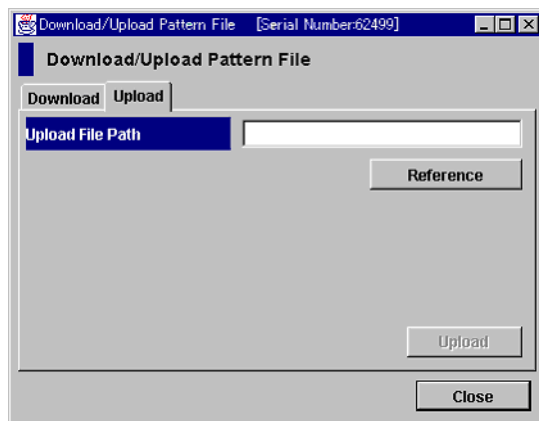 Download/Upload Pattern File [Serial Number:62499]
Download/Upload Pattern File
Download Upload
Upload File Path
Reference
Upload
Close